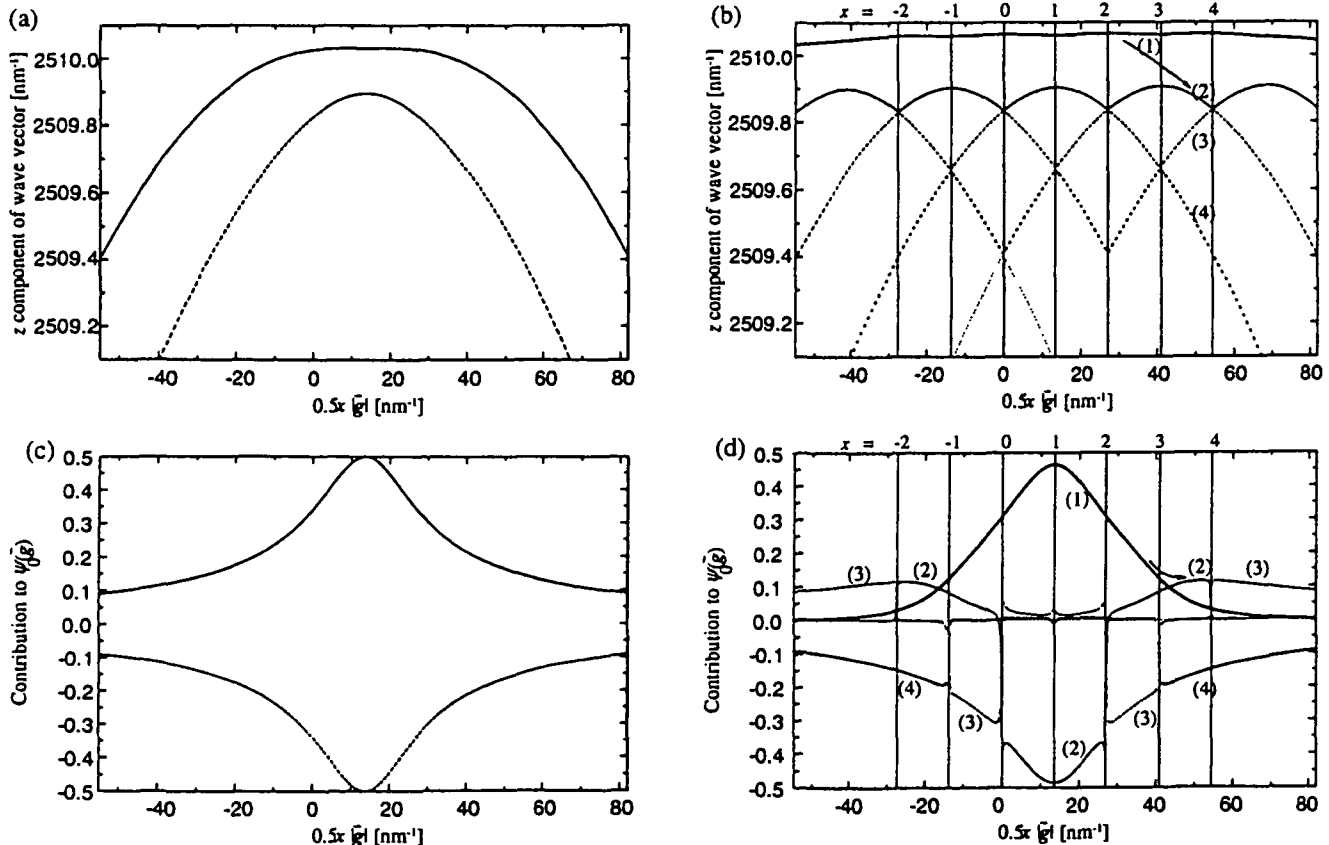 (a)
z component of wave vector [nm⁻¹]
2510.0
2509.8
2509.6
2509.4
2509.2
-40 -20 0 20 40 60 80
0.5x |g̅| [nm⁻¹]
(b)
x = -2 -1 0 1 2 3 4
z component of wave vector [nm⁻¹]
2510.0
2509.8
2509.6
2509.4
2509.2
(1)
(2)
(3)
(4)
-40 -20 0 20 40 60 80
0.5x |g̅| [nm⁻¹]
(c)
Contribution to ψ₀(g̅)
0.5
0.4
0.3
0.2
0.1
0.0
-0.1
-0.2
-0.3
-0.4
-0.5
-40 -20 0 20 40 60 80
0.5x |g̅| [nm⁻¹]
(d)
x = -2 -1 0 1 2 3 4
Contribution to ψ₀(g̅)
0.5
0.4
0.3
0.2
0.1
0.0
-0.1
-0.2
-0.3
-0.4
-0.5
(1)
(3) (2) (2) (3)
(4) (4)
(3) (3)
(2)
-40 -20 0 20 40 60 80
0.5x |g̅| [nm⁻¹]